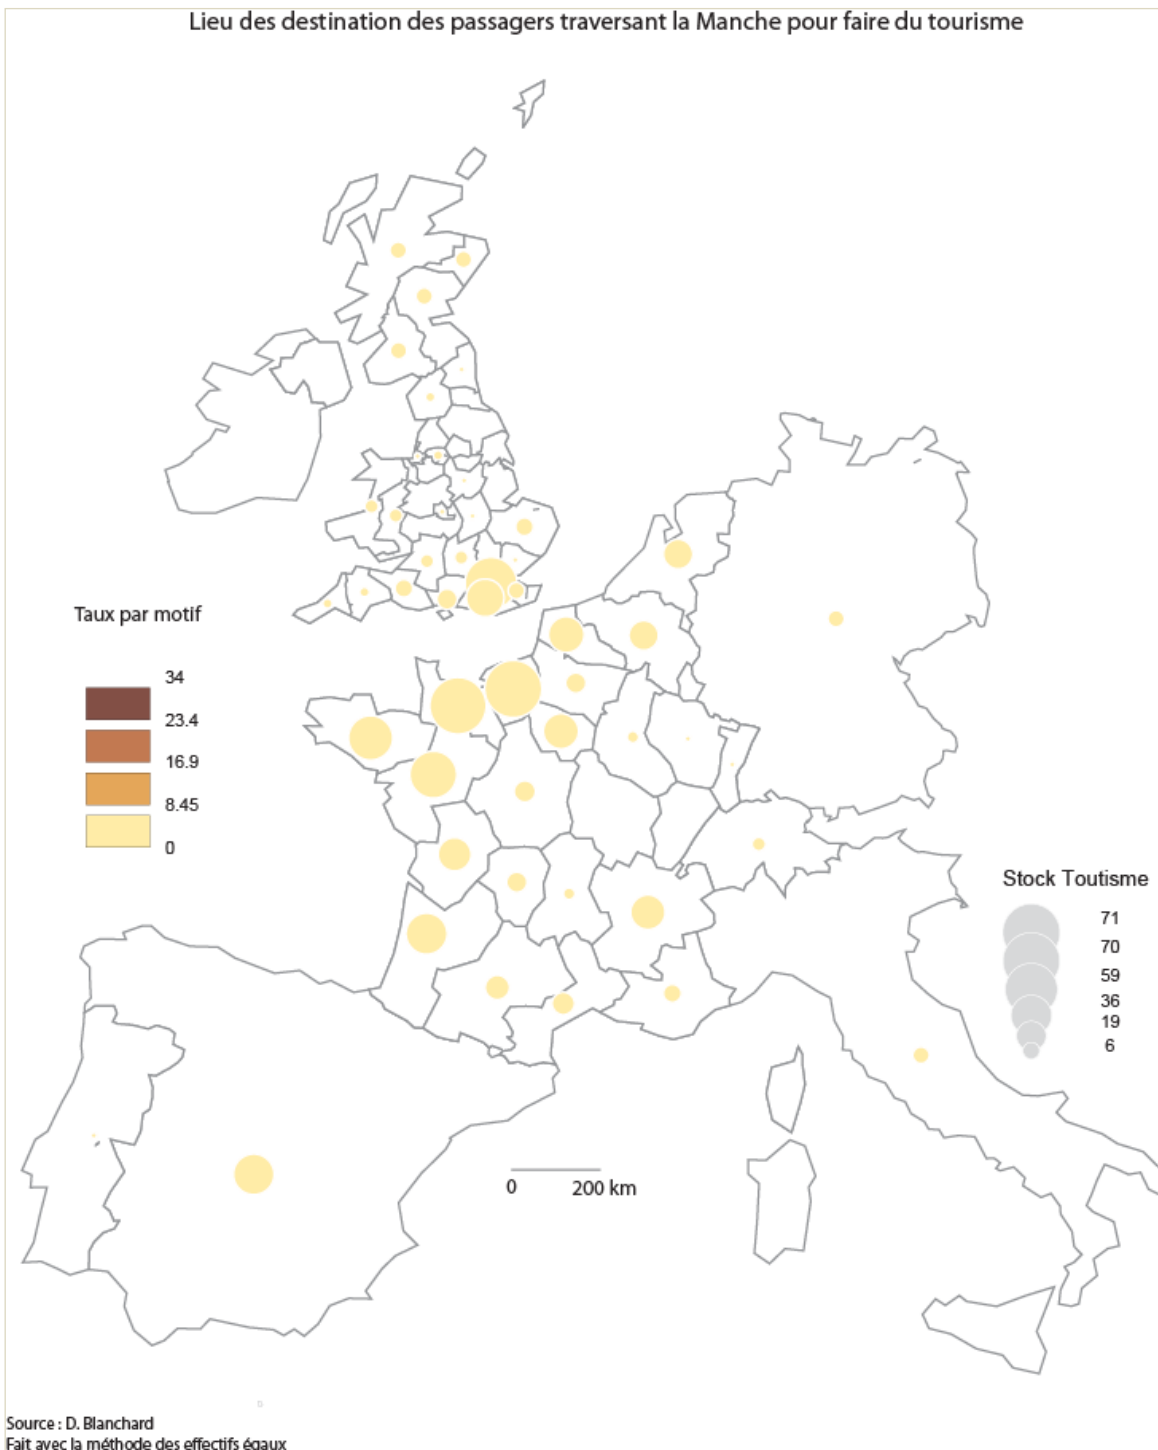 Lieu des destination des passagers traversant la Manche pour faire du tourisme
Taux par motif
34
23.4
16.9
8.45
0
Stock Toutisme
71
70
59
36
19
6
0
200 km
Source : D. Blanchard
Fait avec la méthode des effectifs égaux